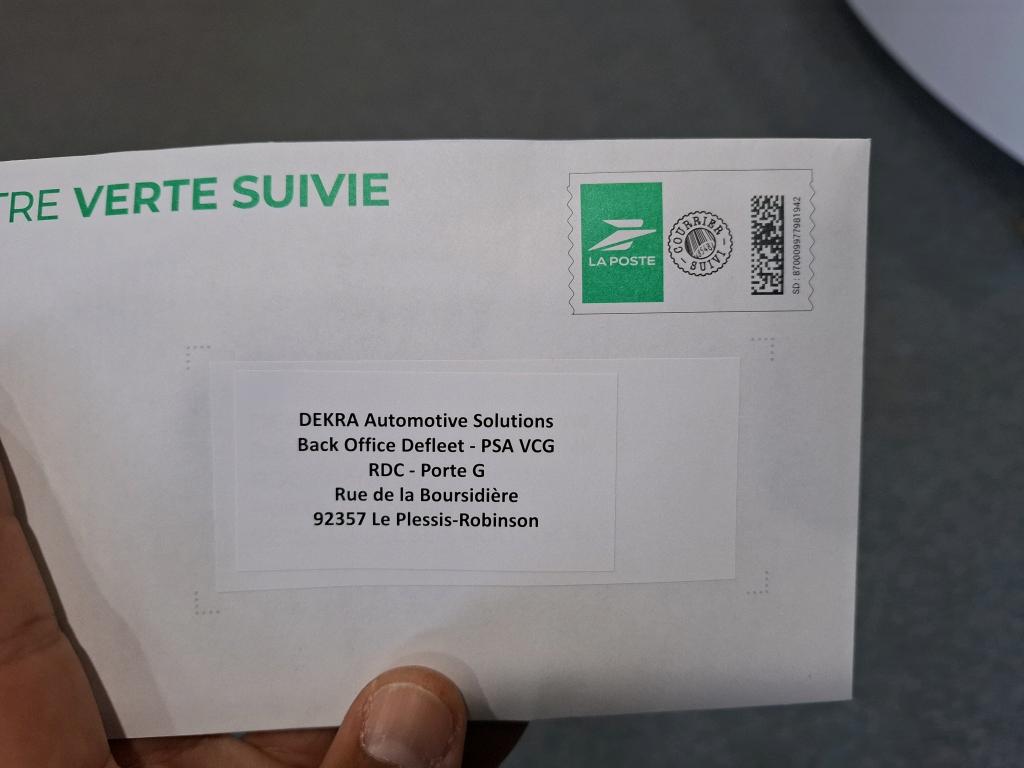 TRE VERTE SUIVIE
LA POSTE
COURRIER
SUIVI
SD : 870009977981942
DEKRA Automotive Solutions
Back Office Defleet - PSA VCG
RDC - Porte G
Rue de la Boursidière
92357 Le Plessis-Robinson